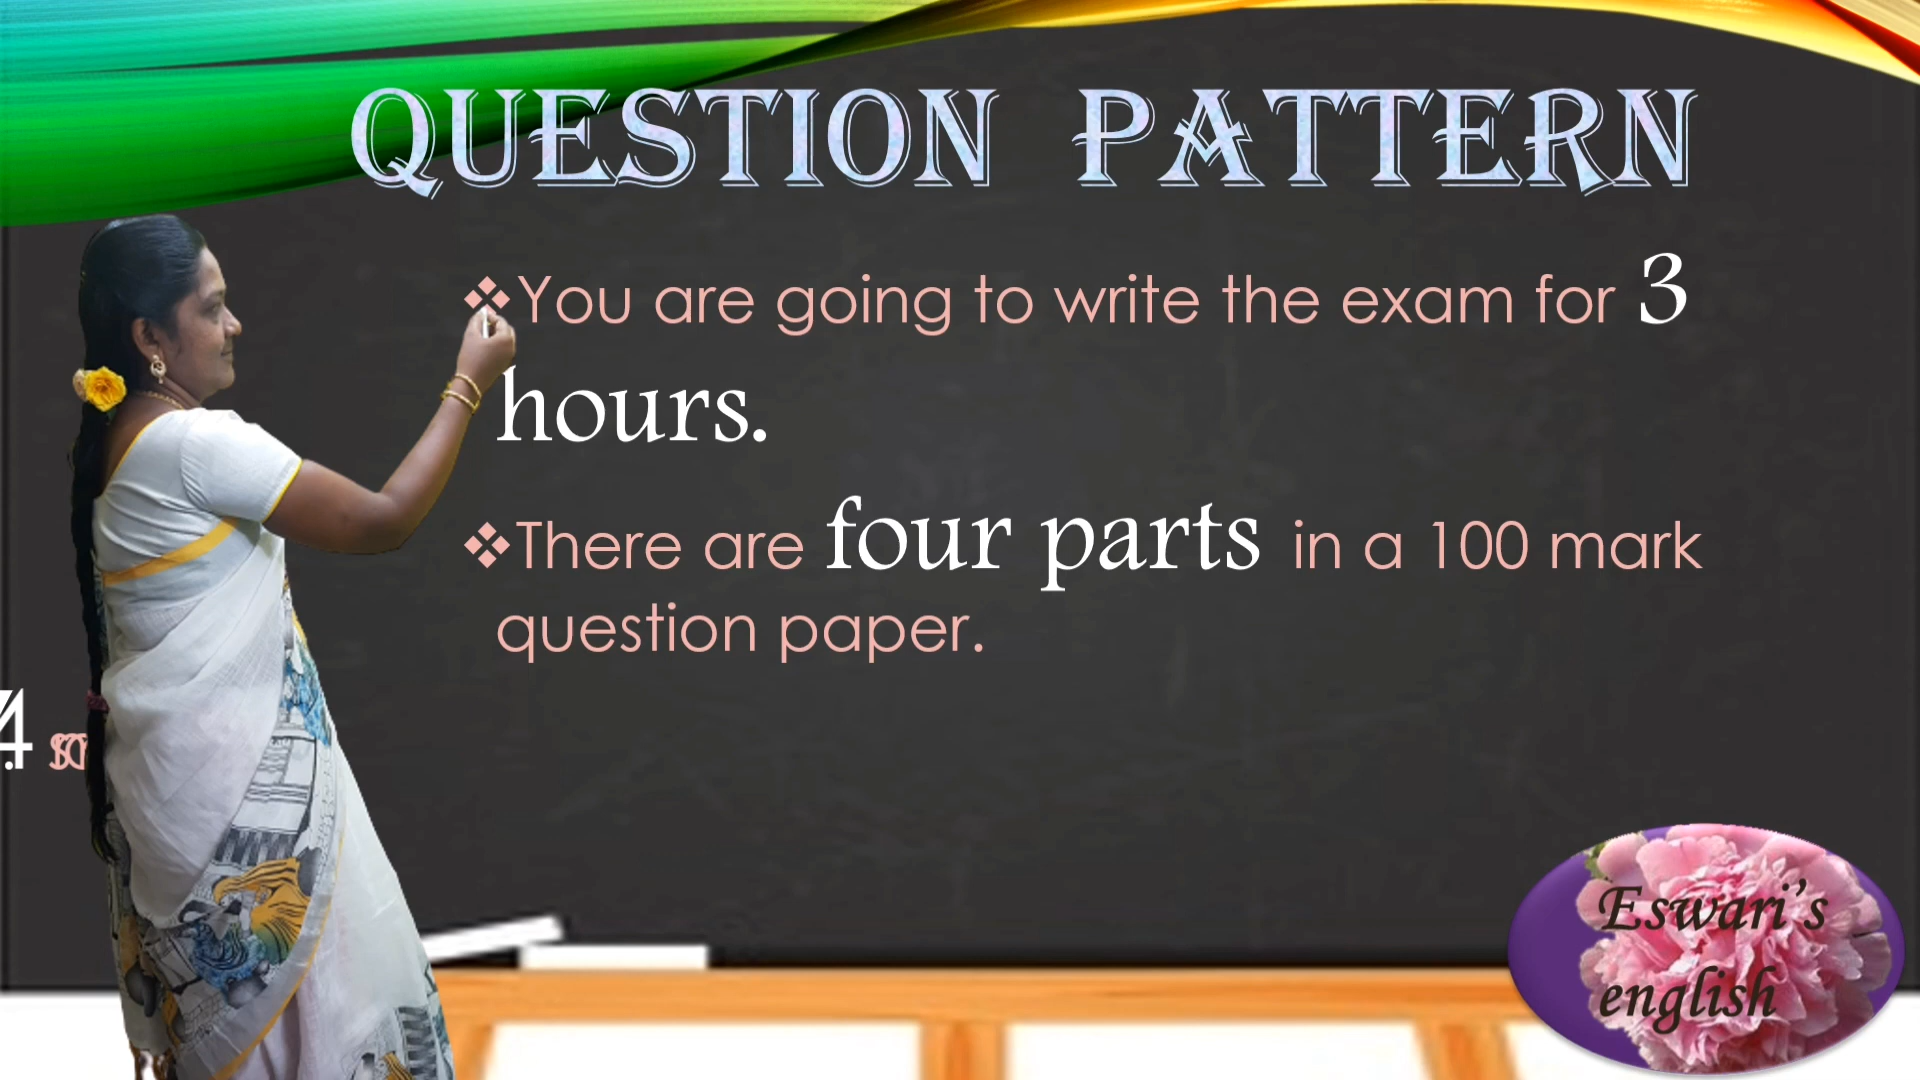 QUESTION PATTERN
❖You are going to write the exam for 3
hours.
❖There are four parts in a 100 mark
question paper.
Eswari's
english